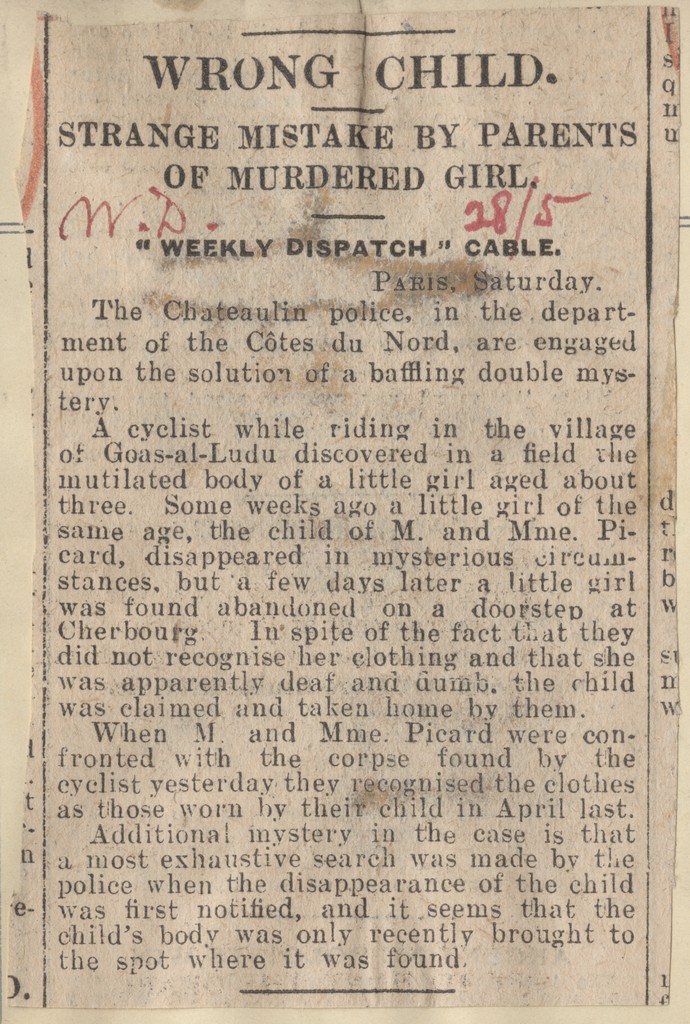 WRONG CHILD.
STRANGE MISTAKE BY PARENTS
OF MURDERED GIRL.
W.D. 28/5
"WEEKLY DISPATCH" CABLE.
PARIS, Saturday.
The Chateaulin police, in the depart-
ment of the Côtes du Nord, are engaged
upon the solution of a baffling double mys-
tery.
A cyclist while riding in the village
of Goas-al-Ludu discovered in a field the
mutilated body of a little girl aged about
three. Some weeks ago a little girl of the
same age, the child of M. and Mme. Pi-
card, disappeared in mysterious circum-
stances, but a few days later a little girl
was found abandoned on a doorstep at
Cherbourg. In spite of the fact that they
did not recognise her clothing and that she
was apparently deaf and dumb, the child
was claimed and taken home by them.
When M. and Mme. Picard were con-
fronted with the corpse found by the
cyclist yesterday they recognised the clothes
as those worn by their child in April last.
Additional mystery in the case is that
a most exhaustive search was made by the
police when the disappearance of the child
was first notified, and it seems that the
child's body was only recently brought to
the spot where it was found.